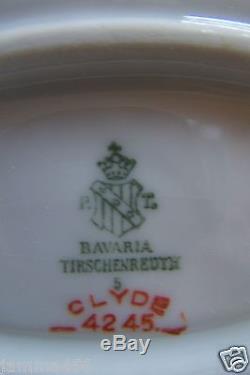 P. T.
BAVARIA
TIRSCHENREUTH
5
CLYDE
4245